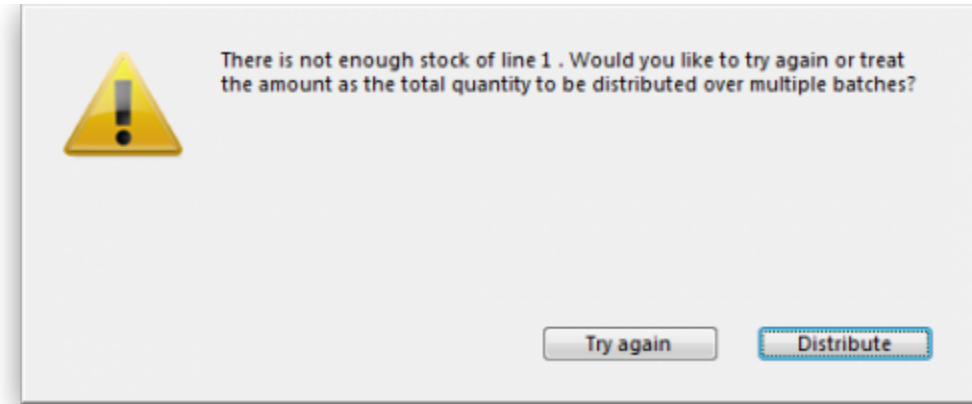 There is not enough stock of line 1 . Would you like to try again or treat
the amount as the total quantity to be distributed over multiple batches?
Try again
Distribute